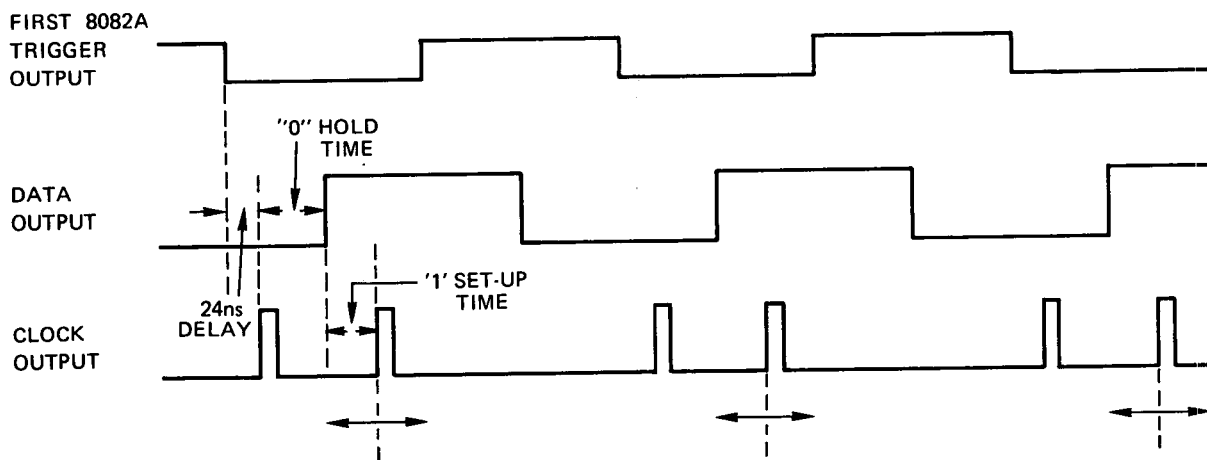 FIRST 8082A
TRIGGER
OUTPUT
"0" HOLD
TIME
DATA
OUTPUT
'1' SET-UP
TIME
24ns
DELAY
CLOCK
OUTPUT